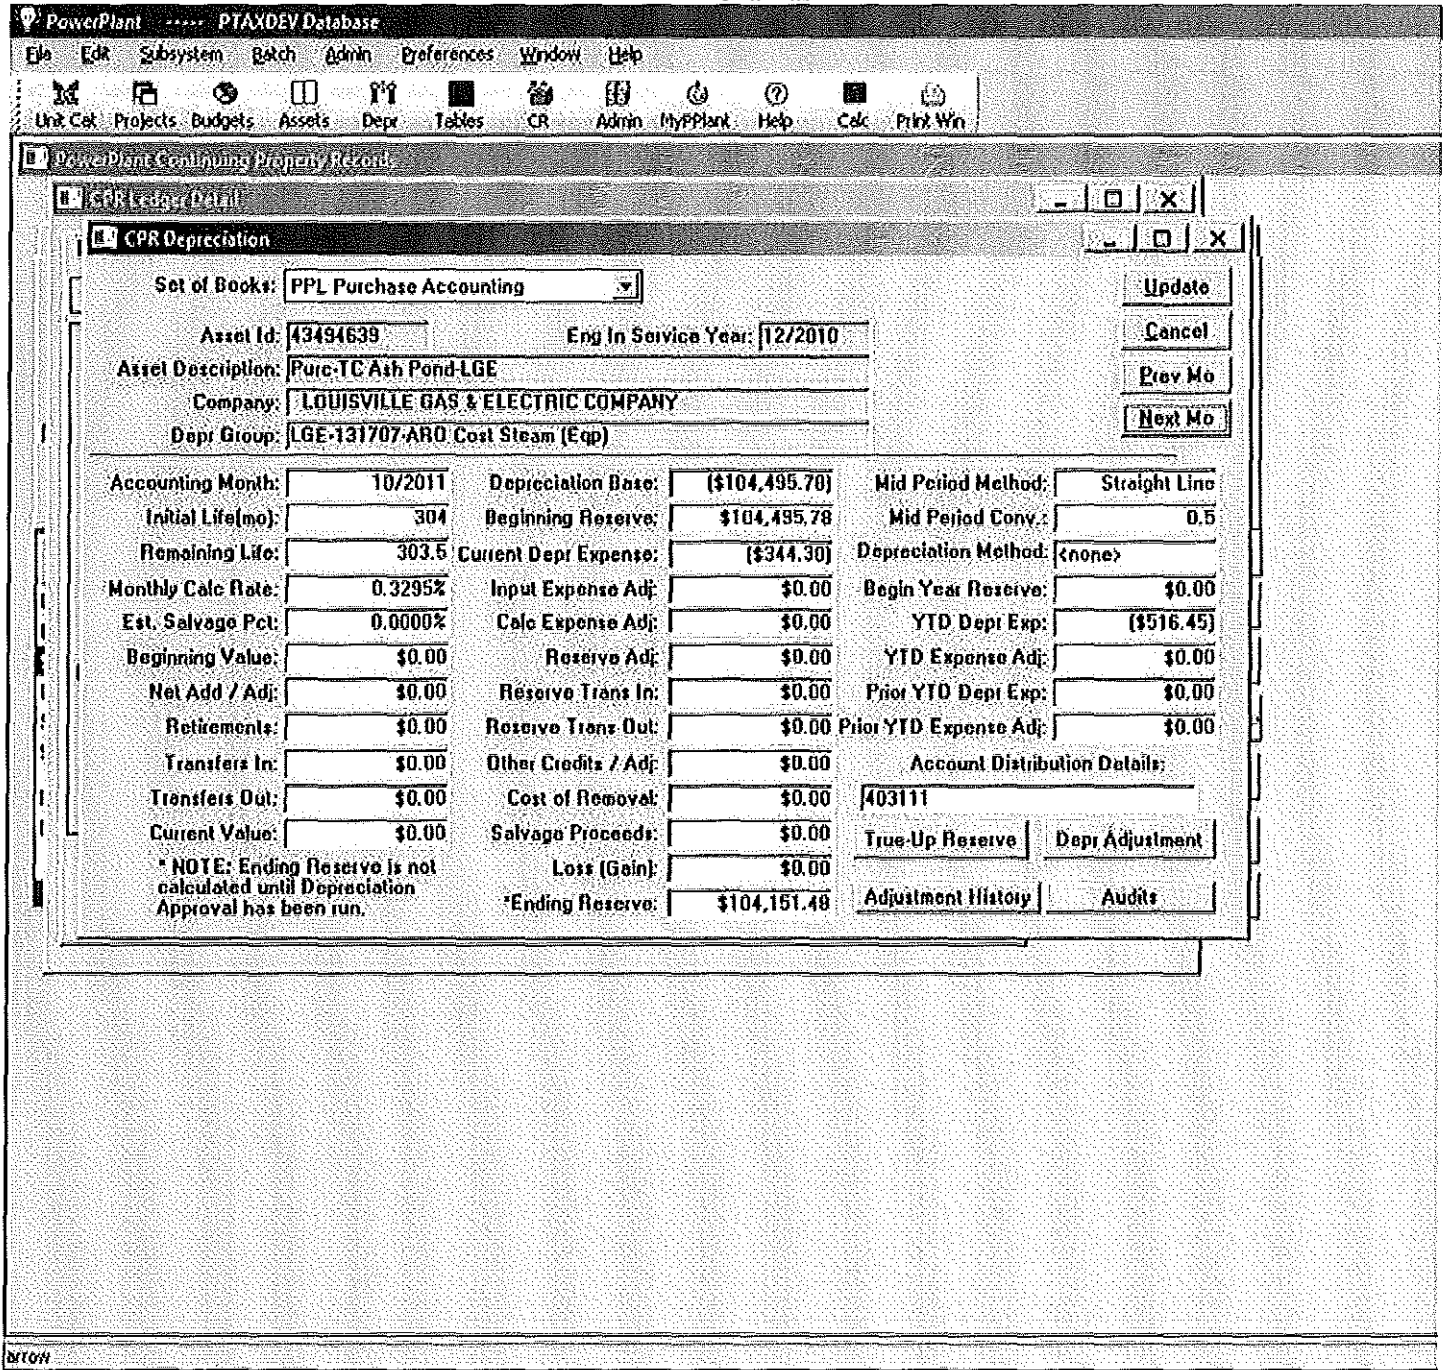 PowerPlant ----- PTAXDEV Database
File Edit Subsystem Batch Admin Preferences Window Help
Unit Cat Projects Budgets Assets Depr Tables CR Admin MyPPlant Help Calc Print Win
PowerPlant Continuing Property Records
CPR Ledger Detail
CPR Depreciation
Set of Books: PPL Purchase Accounting Update
Asset Id: 43494639 Eng In Service Year: 12/2010 Cancel
Asset Description: Purc-TC Ash Pond-LGE Prev Mo
Company: LOUISVILLE GAS & ELECTRIC COMPANY
Next Mo
Depr Group: LGE-131707-ARO Cost Steam (Eqp)
Accounting Month: 10/2011 Depreciation Base: ($104,495.78) Mid Period Method: Straight Line
Initial Life(mo): 304 Beginning Reserve: $104,495.78 Mid Period Conv.: 0.5
Remaining Life: 303.5 Current Depr Expense: ($344.30) Depreciation Method: <none>
Monthly Calc Rate: 0.3295% Input Expense Adj: $0.00 Begin Year Reserve: $0.00
Est. Salvage Pct: 0.0000% Calc Expense Adj: $0.00 YTD Depr Exp: ($516.45)
Beginning Value: $0.00 Reserve Adj: $0.00 YTD Expense Adj: $0.00
Net Add / Adj: $0.00 Reserve Trans In: $0.00 Prior YTD Depr Exp: $0.00
Retirements: $0.00 Reserve Trans Out: $0.00 Prior YTD Expense Adj: $0.00
Transfers In: $0.00 Other Credits / Adj: $0.00 Account Distribution Details:
Transfers Out: $0.00 Cost of Removal: $0.00 403111
Current Value: $0.00 Salvage Proceeds: $0.00 True-Up Reserve Depr Adjustment
* NOTE: Ending Reserve is not Loss (Gain): $0.00
calculated until Depreciation
Approval has been run. *Ending Reserve: $104,151.48 Adjustment History Audits
arrow